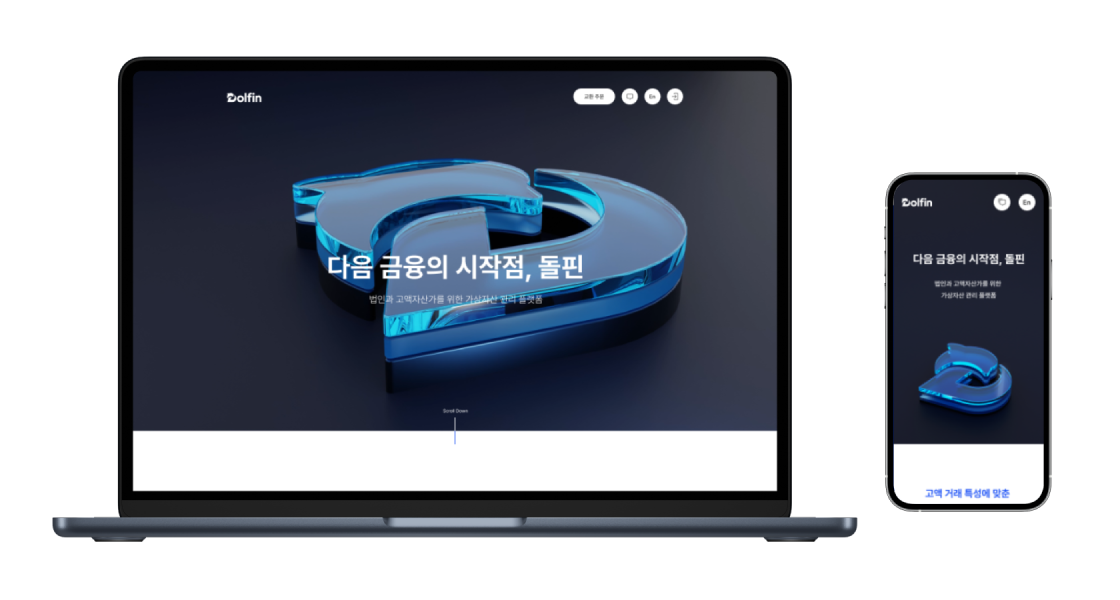 Dolfin
교환·주문
En
다음 금융의 시작점, 돌핀
법인과 고액자산가를 위한 가상자산 관리 플랫폼
Scroll Down
Dolfin
En
다음 금융의 시작점, 돌핀
법인과 고액자산가를 위한
가상자산 관리 플랫폼
고액 거래 특성에 맞춘